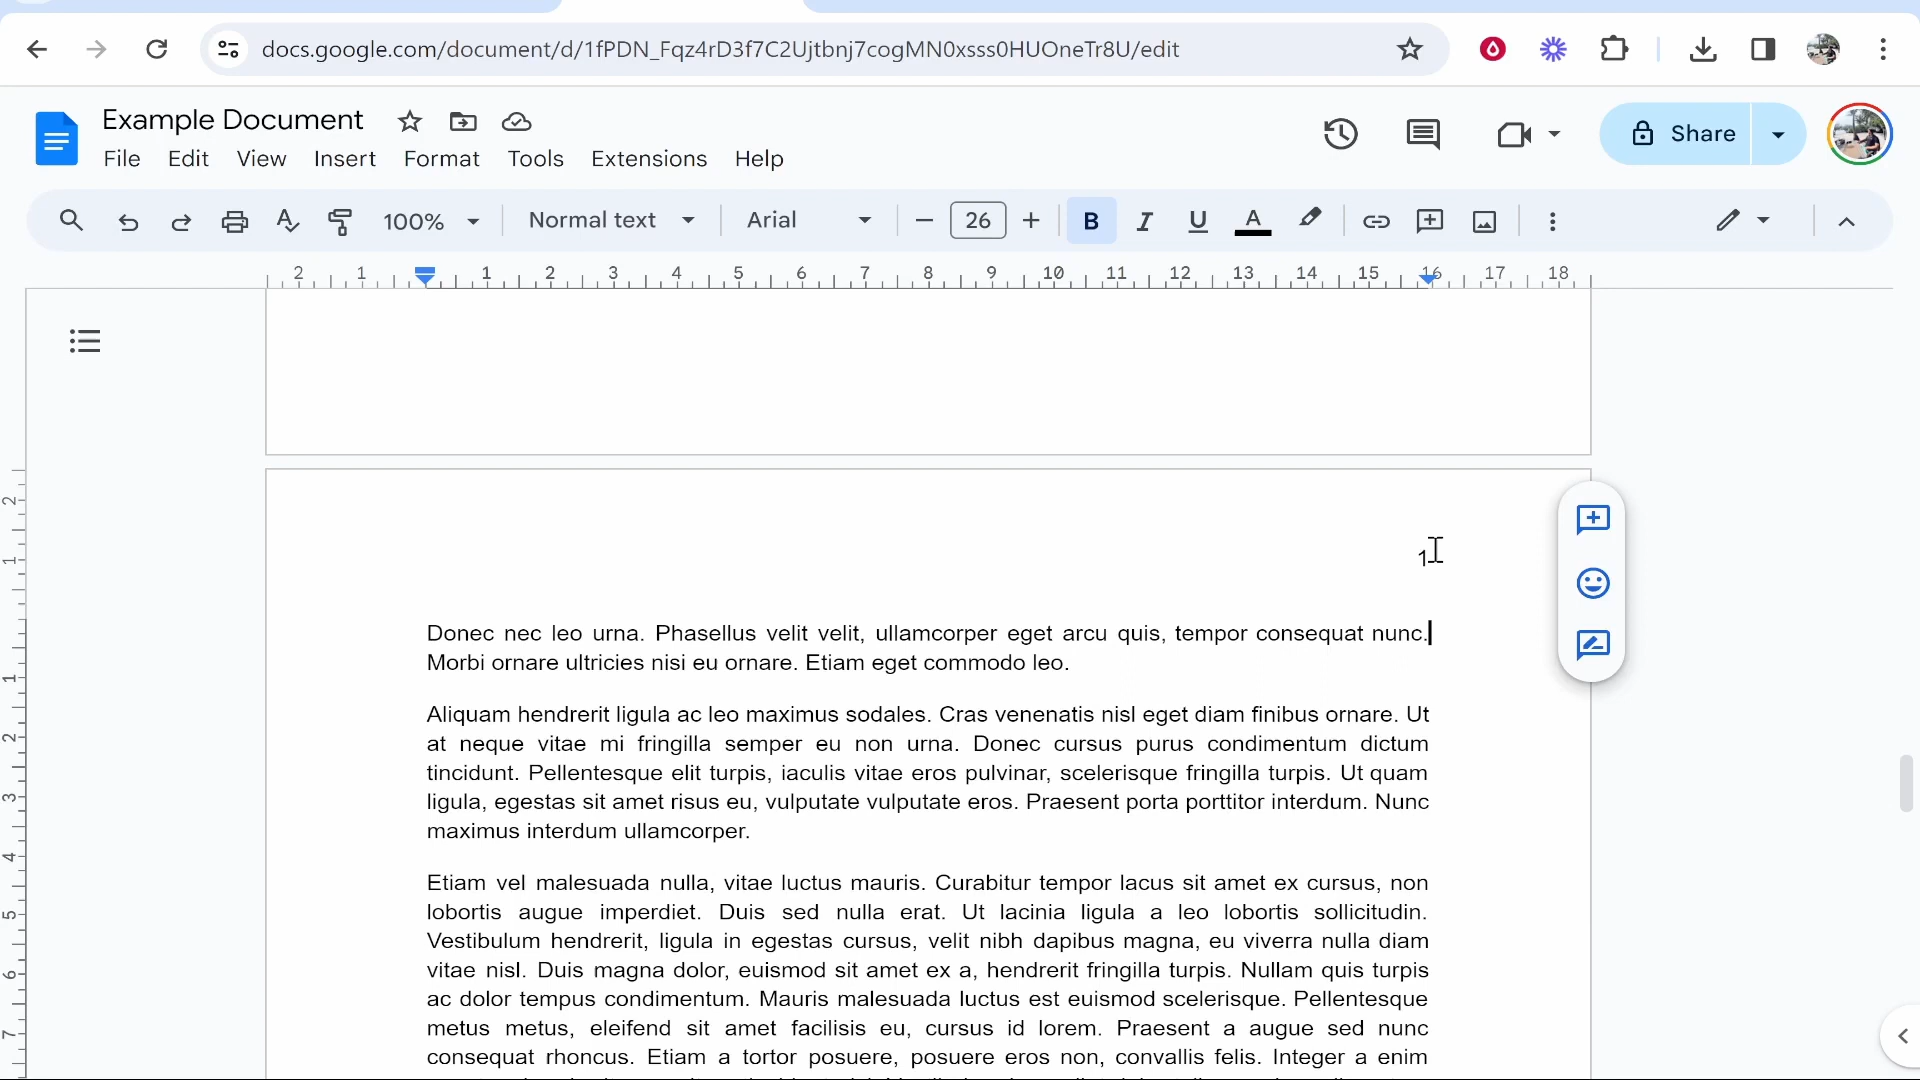 docs.google.com/document/d/1fPDN_Fqz4rD3f7C2Ujtbnj7cogMN0xsss0HUOneTr8U/edit
Example Document
Share
File Edit View Insert Format Tools Extensions Help
100% Normal text Arial 26 B I U A
2 1 1 2 3 4 5 6 7 8 9 10 11 12 13 14 15 16 17 18
2
1
1
2
3
4
5
6
7
1
Donec nec leo urna. Phasellus velit velit, ullamcorper eget arcu quis, tempor consequat nunc.
Morbi ornare ultricies nisi eu ornare. Etiam eget commodo leo.
Aliquam hendrerit ligula ac leo maximus sodales. Cras venenatis nisl eget diam finibus ornare. Ut
at neque vitae mi fringilla semper eu non urna. Donec cursus purus condimentum dictum
tincidunt. Pellentesque elit turpis, iaculis vitae eros pulvinar, scelerisque fringilla turpis. Ut quam
ligula, egestas sit amet risus eu, vulputate vulputate eros. Praesent porta porttitor interdum. Nunc
maximus interdum ullamcorper.
Etiam vel malesuada nulla, vitae luctus mauris. Curabitur tempor lacus sit amet ex cursus, non
lobortis augue imperdiet. Duis sed nulla erat. Ut lacinia ligula a leo lobortis sollicitudin.
Vestibulum hendrerit, ligula in egestas cursus, velit nibh dapibus magna, eu viverra nulla diam
vitae nisl. Duis magna dolor, euismod sit amet ex a, hendrerit fringilla turpis. Nullam quis turpis
ac dolor tempus condimentum. Mauris malesuada luctus est euismod scelerisque. Pellentesque
metus metus, eleifend sit amet facilisis eu, cursus id lorem. Praesent a augue sed nunc
consequat rhoncus. Etiam a tortor posuere, posuere eros non, convallis felis. Integer a enim